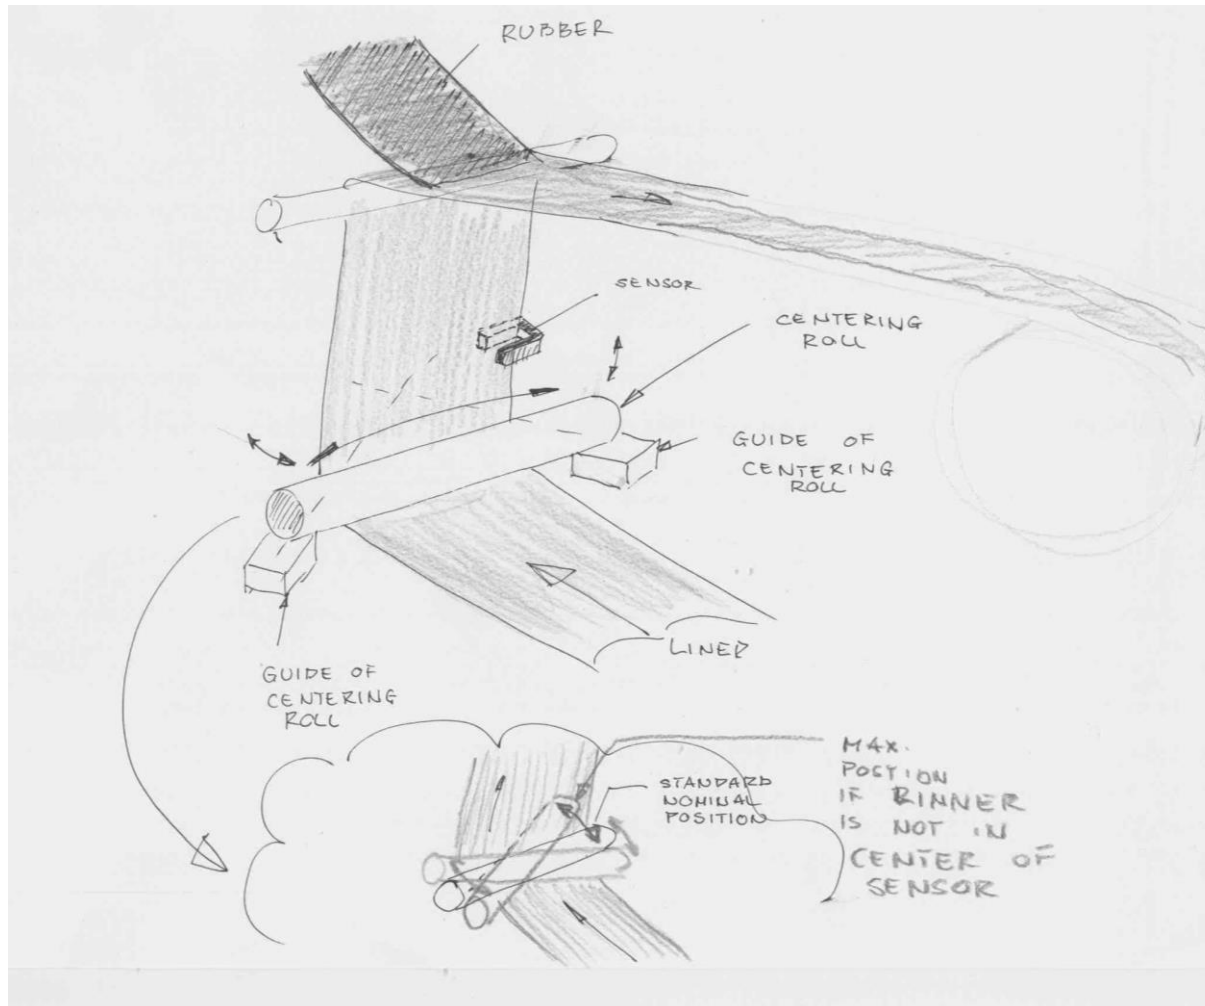 RUBBER
SENSOR
CENTERING
ROLL
GUIDE OF
CENTERING
ROLL
LINER
GUIDE OF
CENTERING
ROLL
STANDARD
NOMINAL
POSITION
MAX.
POSTION
IF RINNER
IS NOT IN
CENTER OF
SENSOR